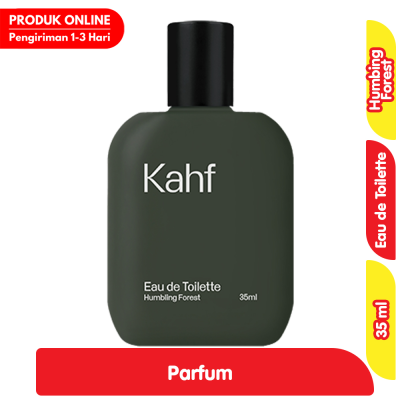 PRODUK ONLINE
Pengiriman 1-3 Hari
Kahf
Eau de Toilette
Humbling Forest
35ml
Humbing
Forest
Eau de Toilette
35 ml
Parfum